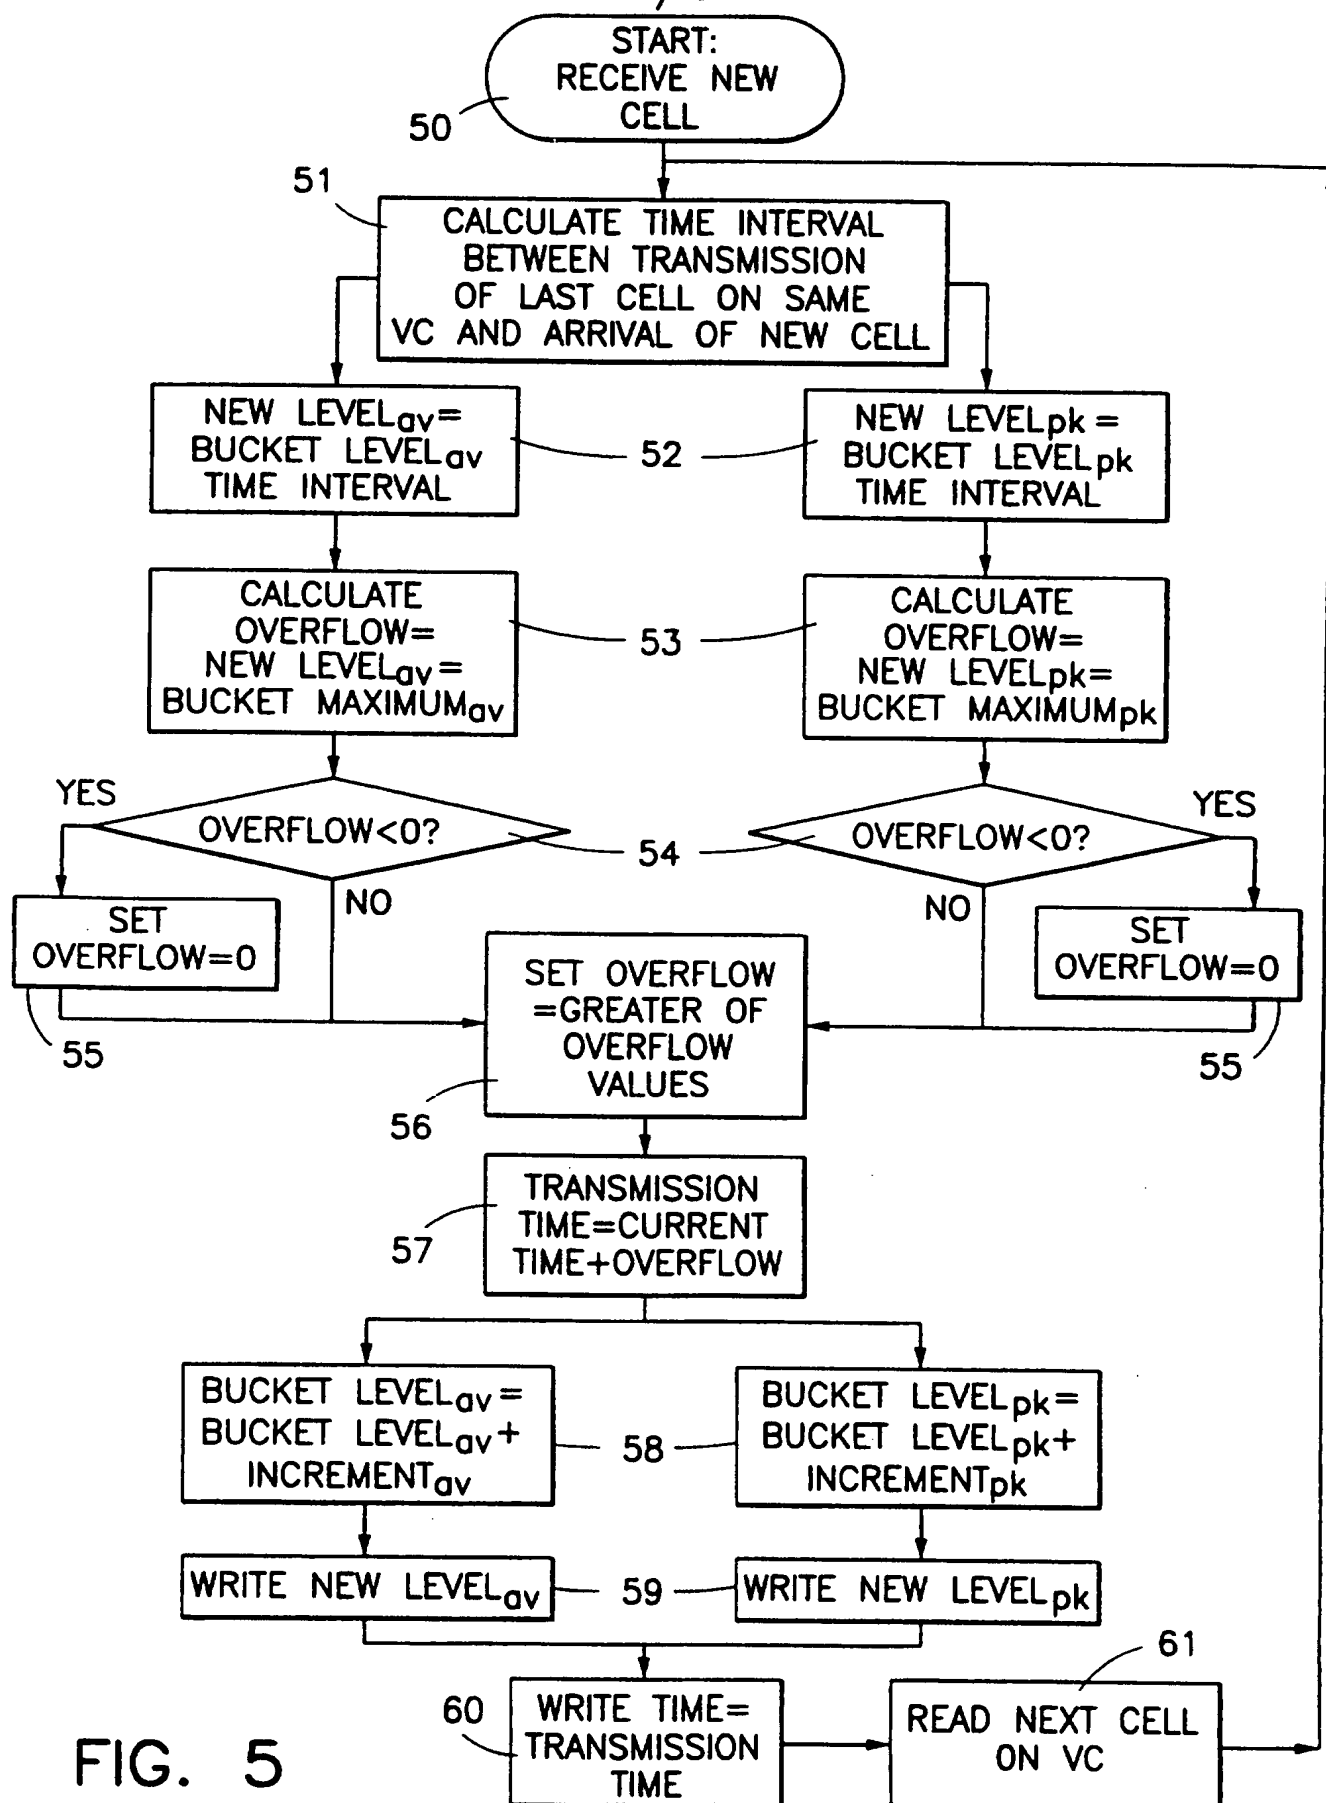 START:
RECEIVE NEW
CELL
50
51
CALCULATE TIME INTERVAL
BETWEEN TRANSMISSION
OF LAST CELL ON SAME
VC AND ARRIVAL OF NEW CELL
NEW LEVELav=
BUCKET LEVELav
TIME INTERVAL
52
NEW LEVELpk=
BUCKET LEVELpk
TIME INTERVAL
CALCULATE
OVERFLOW=
NEW LEVELav=
BUCKET MAXIMUMav
53
CALCULATE
OVERFLOW=
NEW LEVELpk=
BUCKET MAXIMUMpk
YES
OVERFLOW<0?
54
OVERFLOW<0?
YES
NO
NO
SET
OVERFLOW=0
55
SET
OVERFLOW=0
55
SET OVERFLOW
=GREATER OF
OVERFLOW
VALUES
56
TRANSMISSION
TIME=CURRENT
TIME+OVERFLOW
57
BUCKET LEVELav=
BUCKET LEVELav+
INCREMENTav
58
BUCKET LEVELpk=
BUCKET LEVELpk+
INCREMENTpk
WRITE NEW LEVELav
59
WRITE NEW LEVELpk
60
WRITE TIME=
TRANSMISSION
TIME
61
READ NEXT CELL
ON VC
FIG. 5